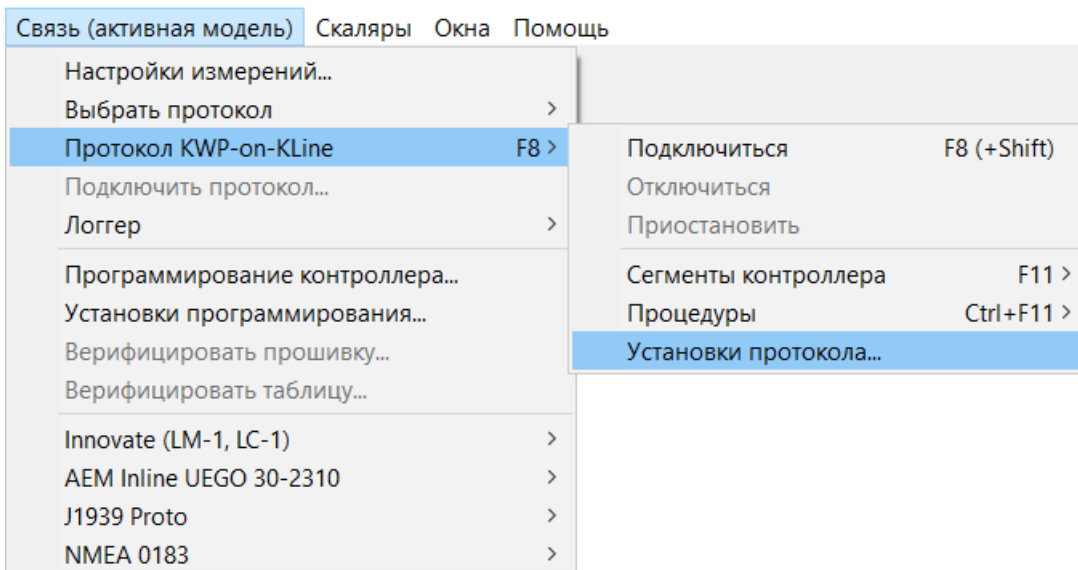 Связь (активная модель) Скаляры Окна Помощь
Настройки измерений...
Выбрать протокол >
Протокол KWP-on-KLine F8 >
Подключить протокол...
Логгер >
Программирование контроллера...
Установки программирования...
Верифицировать прошивку...
Верифицировать таблицу...
Innovate (LM-1, LC-1) >
AEM Inline UEGO 30-2310 >
J1939 Proto >
NMEA 0183 >
Подключиться F8 (+Shift)
Отключиться
Приостановить
Сегменты контроллера F11 >
Процедуры Ctrl+F11 >
Установки протокола...